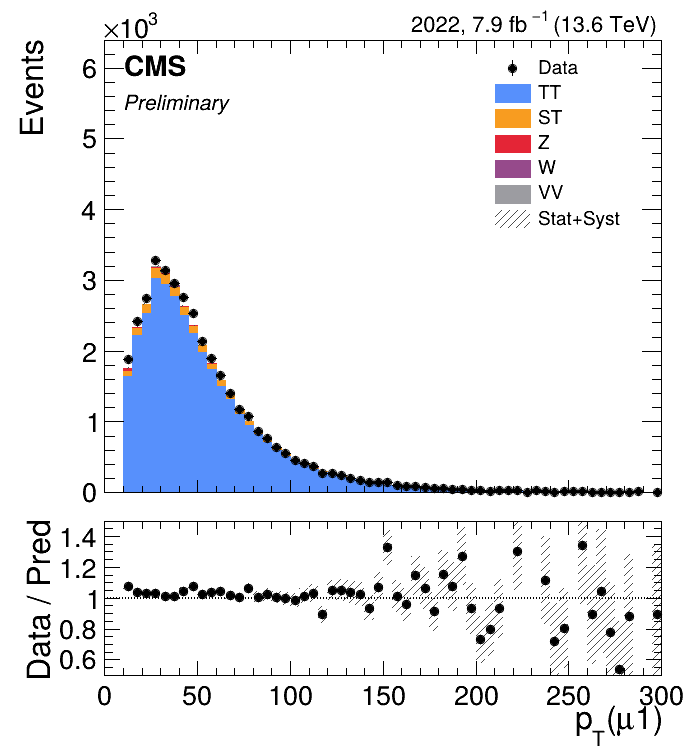 ×10³
2022, 7.9 fb⁻¹ (13.6 TeV)
Events
CMS
Preliminary
Data
TT
ST
Z
W
VV
Stat+Syst
6
5
4
3
2
1
0
Data / Pred
1.4
1.2
1
0.8
0.6
0 50 100 150 200 250 300
p_T(μ1)